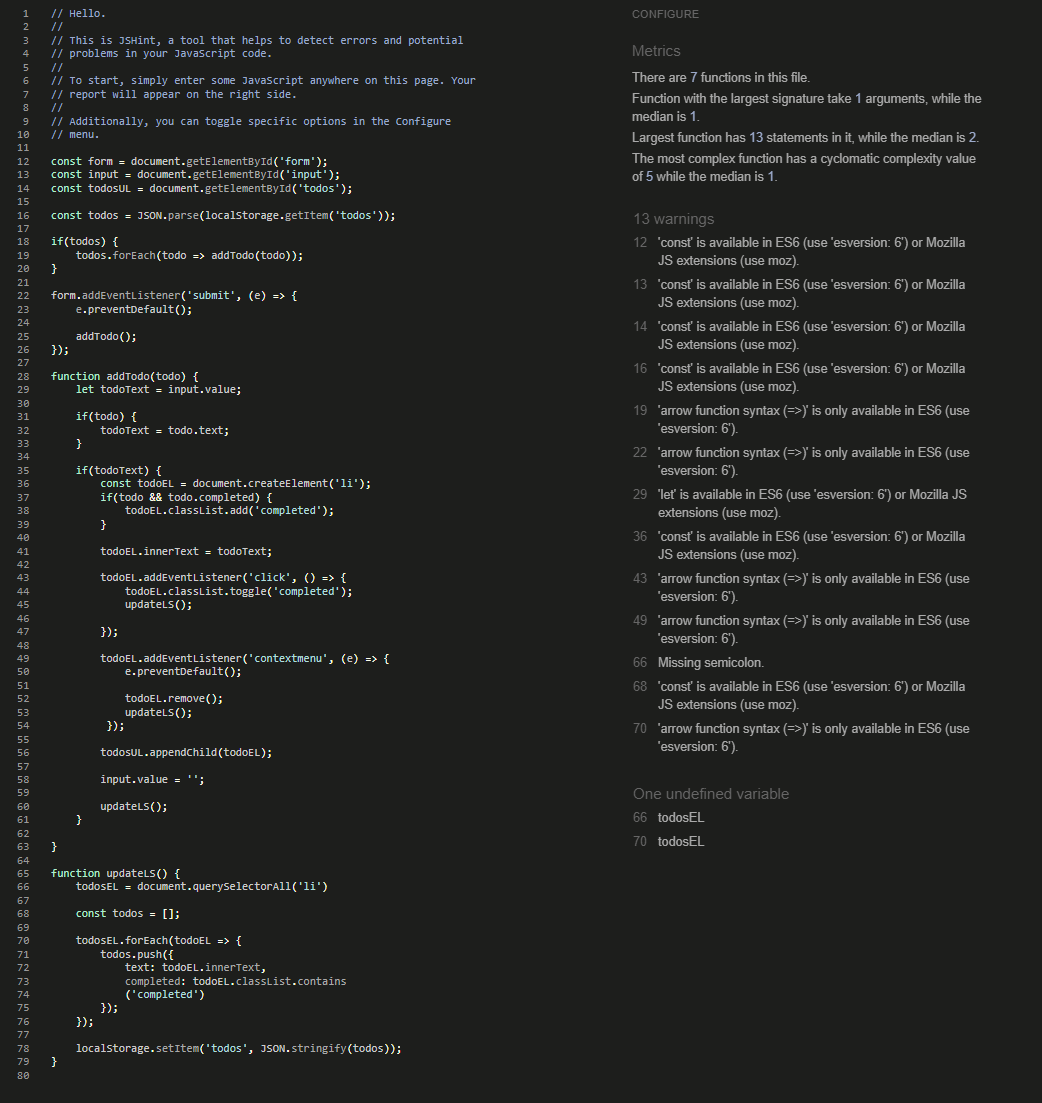 1 // Hello.
2 //
3 // This is JSHint, a tool that helps to detect errors and potential
4 // problems in your JavaScript code.
5 //
6 // To start, simply enter some JavaScript anywhere on this page. Your
7 // report will appear on the right side.
8 //
9 // Additionally, you can toggle specific options in the Configure
10 // menu.
11
12 const form = document.getElementById('form');
13 const input = document.getElementById('input');
14 const todosUL = document.getElementById('todos');
15
16 const todos = JSON.parse(localStorage.getItem('todos'));
17
18 if(todos) {
19     todos.forEach(todo => addTodo(todo));
20 }
21
22 form.addEventListener('submit', (e) => {
23     e.preventDefault();
24
25     addTodo();
26 });
27
28 function addTodo(todo) {
29     let todoText = input.value;
30
31     if(todo) {
32         todoText = todo.text;
33     }
34
35     if(todoText) {
36         const todoEL = document.createElement('li');
37         if(todo && todo.completed) {
38             todoEL.classList.add('completed');
39         }
40
41         todoEL.innerText = todoText;
42
43         todoEL.addEventListener('click', () => {
44             todoEL.classList.toggle('completed');
45             updateLS();
46
47         });
48
49         todoEL.addEventListener('contextmenu', (e) => {
50             e.preventDefault();
51
52             todoEL.remove();
53             updateLS();
54          });
55
56         todosUL.appendChild(todoEL);
57
58         input.value = '';
59
60         updateLS();
61     }
62
63 }
64
65 function updateLS() {
66     todosEL = document.querySelectorAll('li')
67
68     const todos = [];
69
70     todosEL.forEach(todoEL => {
71         todos.push({
72             text: todoEL.innerText,
73             completed: todoEL.classList.contains
74             ('completed')
75         });
76     });
77
78     localStorage.setItem('todos', JSON.stringify(todos));
79 }
80
CONFIGURE
Metrics
There are 7 functions in this file.
Function with the largest signature take 1 arguments, while the
median is 1.
Largest function has 13 statements in it, while the median is 2.
The most complex function has a cyclomatic complexity value
of 5 while the median is 1.
13 warnings
12 'const' is available in ES6 (use 'esversion: 6') or Mozilla
JS extensions (use moz).
13 'const' is available in ES6 (use 'esversion: 6') or Mozilla
JS extensions (use moz).
14 'const' is available in ES6 (use 'esversion: 6') or Mozilla
JS extensions (use moz).
16 'const' is available in ES6 (use 'esversion: 6') or Mozilla
JS extensions (use moz).
19 'arrow function syntax (=>)' is only available in ES6 (use
'esversion: 6').
22 'arrow function syntax (=>)' is only available in ES6 (use
'esversion: 6').
29 'let' is available in ES6 (use 'esversion: 6') or Mozilla JS
extensions (use moz).
36 'const' is available in ES6 (use 'esversion: 6') or Mozilla
JS extensions (use moz).
43 'arrow function syntax (=>)' is only available in ES6 (use
'esversion: 6').
49 'arrow function syntax (=>)' is only available in ES6 (use
'esversion: 6').
66 Missing semicolon.
68 'const' is available in ES6 (use 'esversion: 6') or Mozilla
JS extensions (use moz).
70 'arrow function syntax (=>)' is only available in ES6 (use
'esversion: 6').
One undefined variable
66 todosEL
70 todosEL